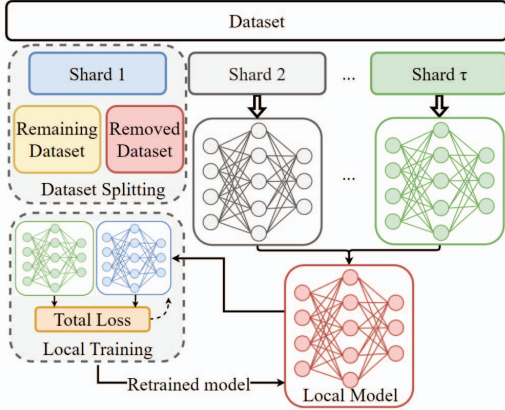 Dataset
Shard 1
Shard 2
...
Shard τ
Remaining
Dataset
Removed
Dataset
Dataset Splitting
...
Total Loss
Local Training
Retrained model
Local Model